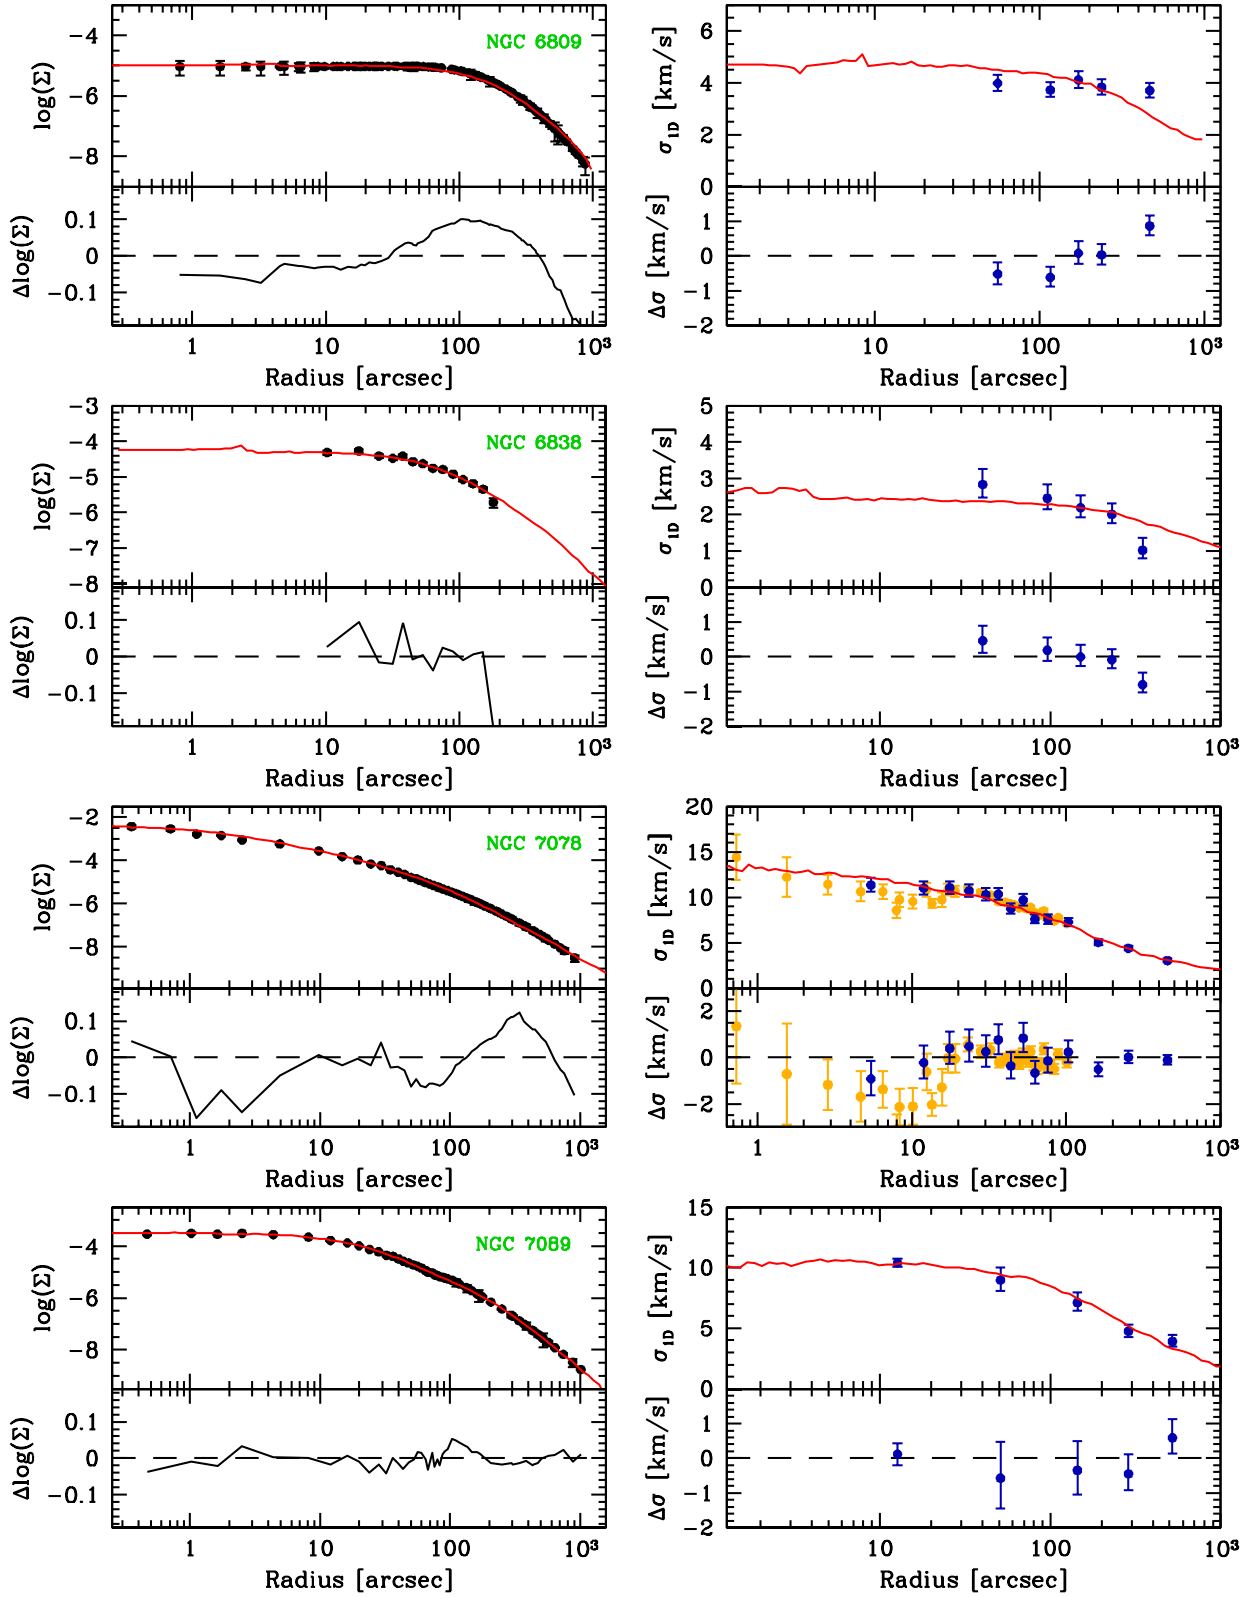 NGC 6809
log(Σ)
−4
−6
−8
Δlog(Σ)
0.1
0
−0.1
1 10 100 10³
Radius [arcsec]
σ1D [km/s]
6
4
2
0
Δσ [km/s]
1
0
−1
−2
10 100 10³
Radius [arcsec]
NGC 6838
log(Σ)
−3
−4
−5
−6
−7
−8
Δlog(Σ)
0.1
0
−0.1
1 10 100 10³
Radius [arcsec]
σ1D [km/s]
5
4
3
2
1
0
Δσ [km/s]
1
0
−1
−2
10 100 10³
Radius [arcsec]
NGC 7078
log(Σ)
−2
−4
−6
−8
Δlog(Σ)
0.1
0
−0.1
1 10 100 10³
Radius [arcsec]
σ1D [km/s]
20
15
10
5
0
Δσ [km/s]
2
0
−2
1 10 100 10³
Radius [arcsec]
NGC 7089
log(Σ)
−4
−6
−8
Δlog(Σ)
0.1
0
−0.1
1 10 100 10³
Radius [arcsec]
σ1D [km/s]
15
10
5
0
Δσ [km/s]
1
0
−1
−2
10 100 10³
Radius [arcsec]